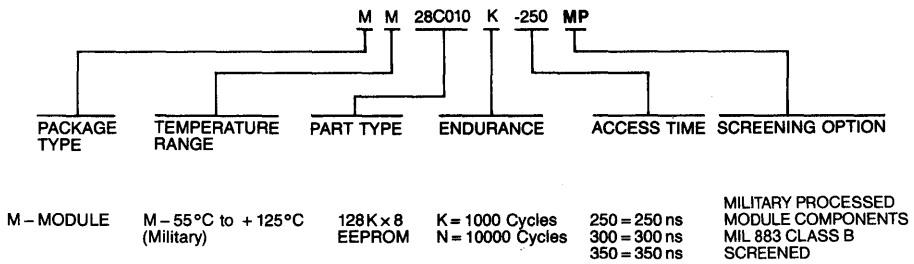 M M 28C010 K -250 MP
PACKAGE TYPE
TEMPERATURE RANGE
PART TYPE
ENDURANCE
ACCESS TIME
SCREENING OPTION
M – MODULE
M – 55°C to + 125°C
(Military)
128K × 8
EEPROM
K = 1000 Cycles
N = 10000 Cycles
250 = 250 ns
300 = 300 ns
350 = 350 ns
MILITARY PROCESSED
MODULE COMPONENTS
MIL 883 CLASS B
SCREENED